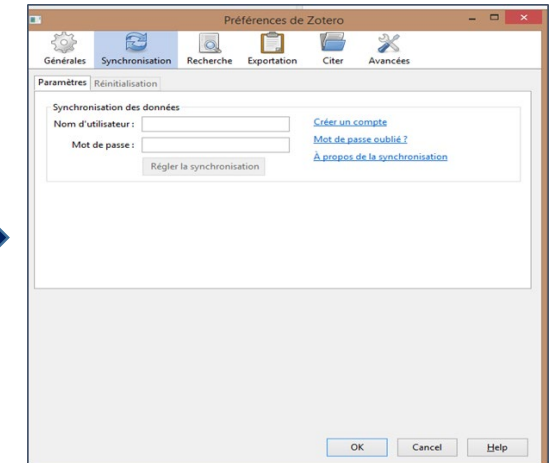 Préférences de Zotero
Générales Synchronisation Recherche Exportation Citer Avancées
Paramètres Réinitialisation
Synchronisation des données
Nom d'utilisateur : Créer un compte
Mot de passe : Mot de passe oublié ?
À propos de la synchronisation
Régler la synchronisation
OK Cancel Help